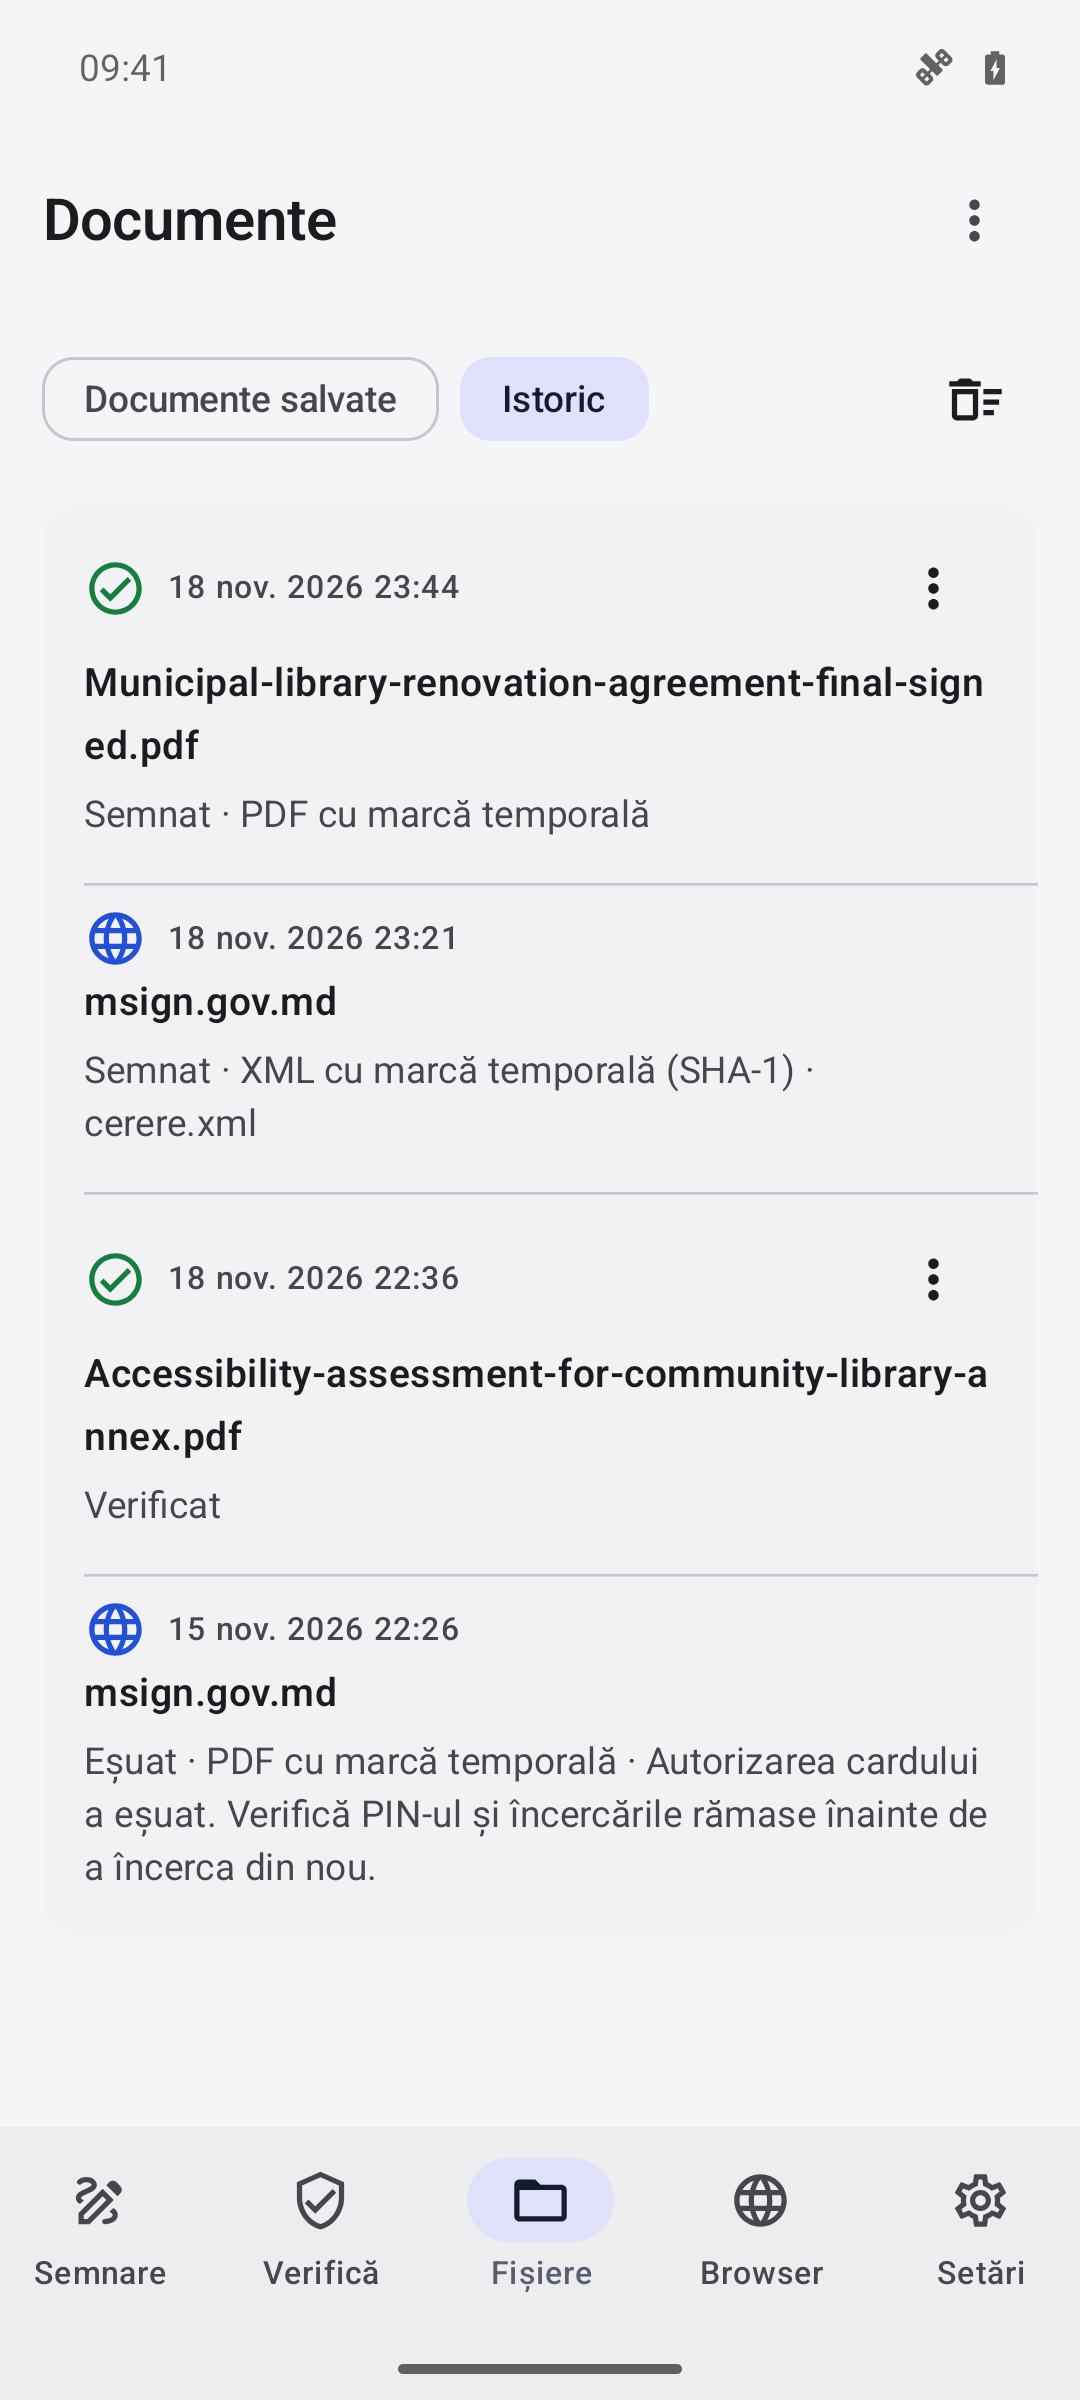 09:41
Documente
Documente salvate
Istoric
18 nov. 2026 23:44
Municipal-library-renovation-agreement-final-sign
ed.pdf
Semnat · PDF cu marcă temporală
18 nov. 2026 23:21
msign.gov.md
Semnat · XML cu marcă temporală (SHA-1) ·
cerere.xml
18 nov. 2026 22:36
Accessibility-assessment-for-community-library-a
nnex.pdf
Verificat
15 nov. 2026 22:26
msign.gov.md
Eșuat · PDF cu marcă temporală · Autorizarea cardului
a eșuat. Verifică PIN-ul și încercările rămase înainte de
a încerca din nou.
Semnare
Verifică
Fișiere
Browser
Setări